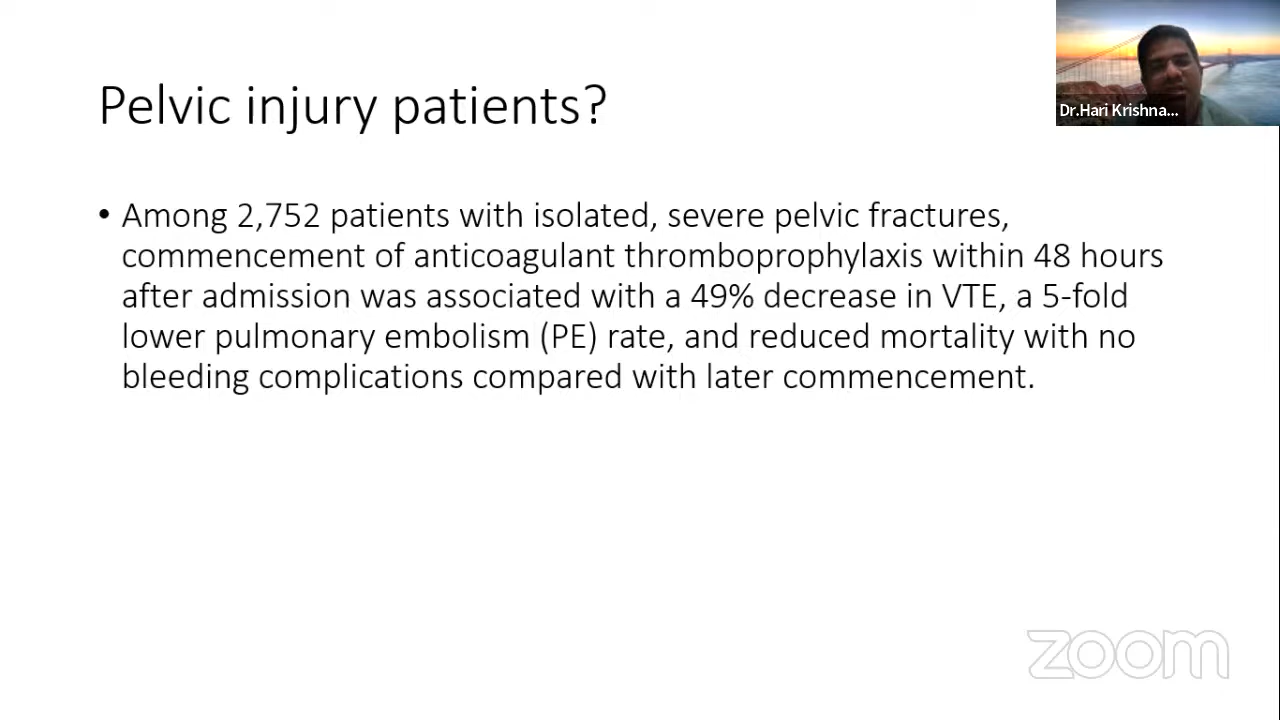 Pelvic injury patients?
Dr.Hari Krishna...
• Among 2,752 patients with isolated, severe pelvic fractures,
commencement of anticoagulant thromboprophylaxis within 48 hours
after admission was associated with a 49% decrease in VTE, a 5-fold
lower pulmonary embolism (PE) rate, and reduced mortality with no
bleeding complications compared with later commencement.
zoom